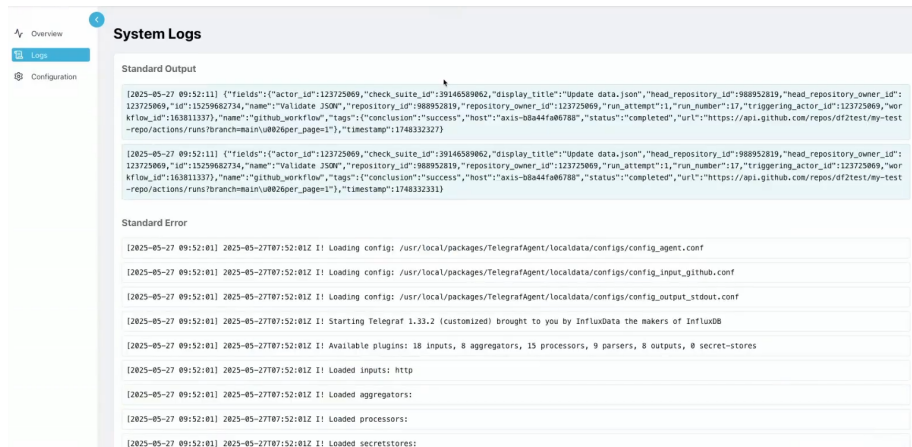 System Logs
Overview
Logs
Configuration
Standard Output
[2025-05-27 09:52:11] {"fields":{"actor_id":123725069,"check_suite_id":39146589062,"display_title":"Update data.json","head_repository":988952819,"head_repository_owner_id":
123725069,"id":15259682734,"name":"Validate JSON","repository_id":988952819,"repository_owner_id":123725069,"run_attempt":1,"run_number":17,"triggering_actor_id":123725069,"wor
kflow_id":163811337},"name":"github_workflow","tags":{"conclusion":"success","host":"axis-b8a44fa06788","status":"completed","url":"https://api.github.com/repos/df2test/my-test
-repo/actions/runs?branch=main\u0026per_page=1"},"timestamp":1748332327}
[2025-05-27 09:52:11] {"fields":{"actor_id":123725069,"check_suite_id":39146589062,"display_title":"Update data.json","head_repository":988952819,"head_repository_owner_id":
123725069,"id":15259682734,"name":"Validate JSON","repository_id":988952819,"repository_owner_id":123725069,"run_attempt":1,"run_number":17,"triggering_actor_id":123725069,"wor
kflow_id":163811337},"name":"github_workflow","tags":{"conclusion":"success","host":"axis-b8a44fa06788","status":"completed","url":"https://api.github.com/repos/df2test/my-test
-repo/actions/runs?branch=main\u0026per_page=1"},"timestamp":1748332331}
Standard Error
[2025-05-27 09:52:01] 2025-05-27T07:52:01Z I! Loading config: /usr/local/packages/TelegrafAgent/localdata/configs/config_agent.conf
[2025-05-27 09:52:01] 2025-05-27T07:52:01Z I! Loading config: /usr/local/packages/TelegrafAgent/localdata/configs/config_input_github.conf
[2025-05-27 09:52:01] 2025-05-27T07:52:01Z I! Loading config: /usr/local/packages/TelegrafAgent/localdata/configs/config_output_stdout.conf
[2025-05-27 09:52:01] 2025-05-27T07:52:01Z I! Starting Telegraf 1.33.2 (customized) brought to you by InfluxData the makers of InfluxDB
[2025-05-27 09:52:01] 2025-05-27T07:52:01Z I! Available plugins: 18 inputs, 8 aggregators, 15 processors, 9 parsers, 8 outputs, 0 secret-stores
[2025-05-27 09:52:01] 2025-05-27T07:52:01Z I! Loaded inputs: http
[2025-05-27 09:52:01] 2025-05-27T07:52:01Z I! Loaded aggregators:
[2025-05-27 09:52:01] 2025-05-27T07:52:01Z I! Loaded processors:
[2025-05-27 09:52:01] 2025-05-27T07:52:01Z I! Loaded secretstores: